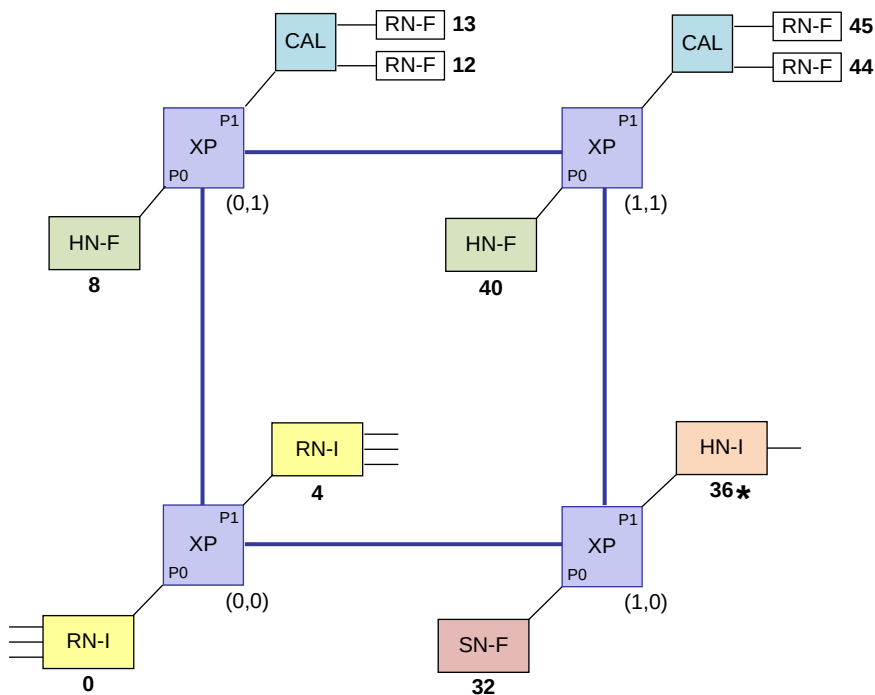 CAL
RN-F 13
RN-F 12
P1
XP
P0
(0,1)
HN-F
8
CAL
RN-F 45
RN-F 44
P1
XP
P0
(1,1)
HN-F
40
RN-I
4
P1
XP
P0
(0,0)
RN-I
0
HN-I
36*
P1
XP
P0
(1,0)
SN-F
32